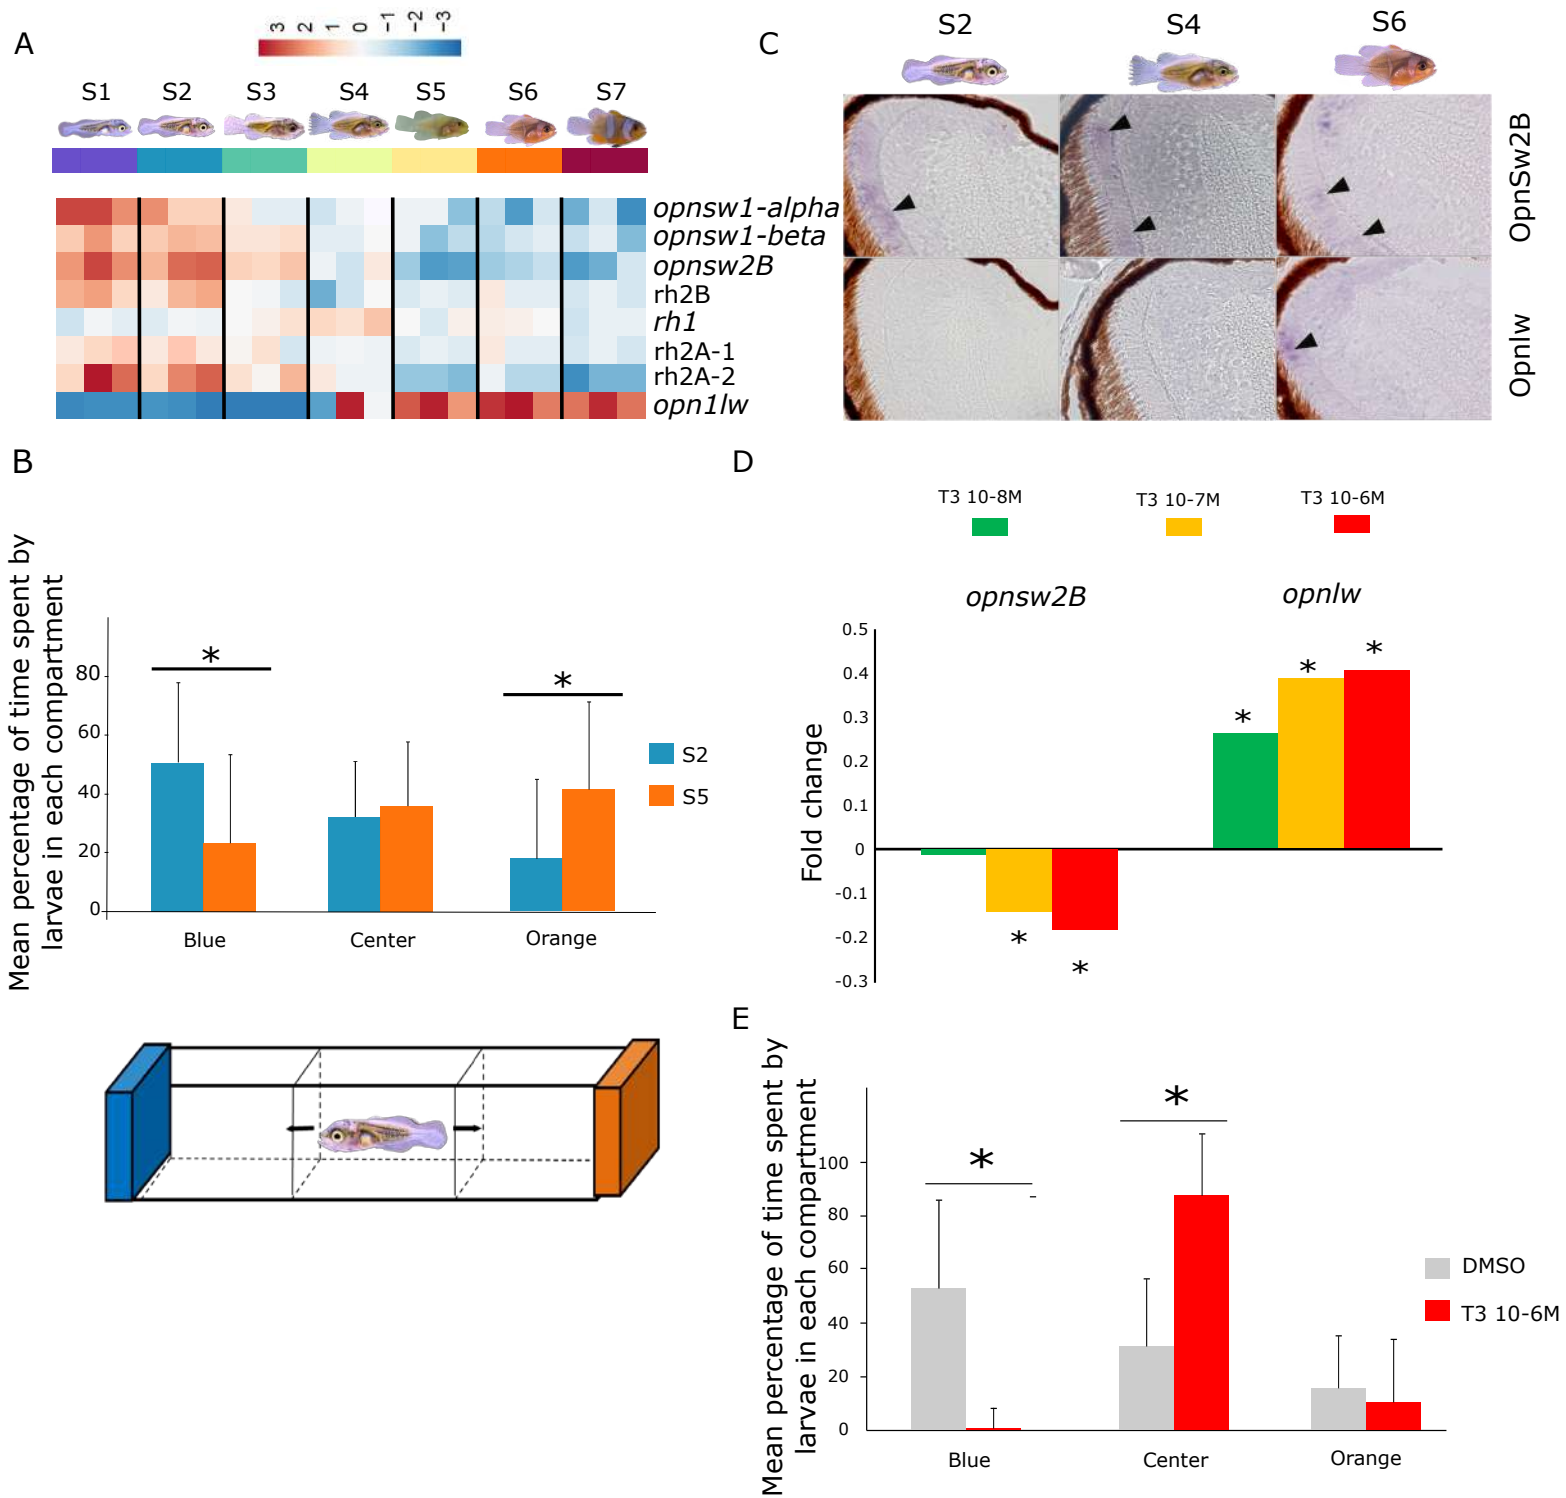 A
3 2 1 0 −1 −2 −3
S1 S2 S3 S4 S5 S6 S7
opnsw1-alpha
opnsw1-beta
opnsw2B
rh2B
rh1
rh2A-1
rh2A-2
opn1lw
C
S2 S4 S6
OpnSw2B
Opnlw
B
Mean percentage of time spent by
larvae in each compartment
80
60
40
20
0
*
*
S2
S5
Blue Center Orange
D
T3 10-8M T3 10-7M T3 10-6M
opnsw2B opnlw
Fold change
0.5
0.4
0.3
0.2
0.1
0
-0.1
-0.2
-0.3
* * *
* *
E
Mean percentage of time spent by
larvae in each compartment
100
80
60
40
20
0
*
*
DMSO
T3 10-6M
Blue Center Orange